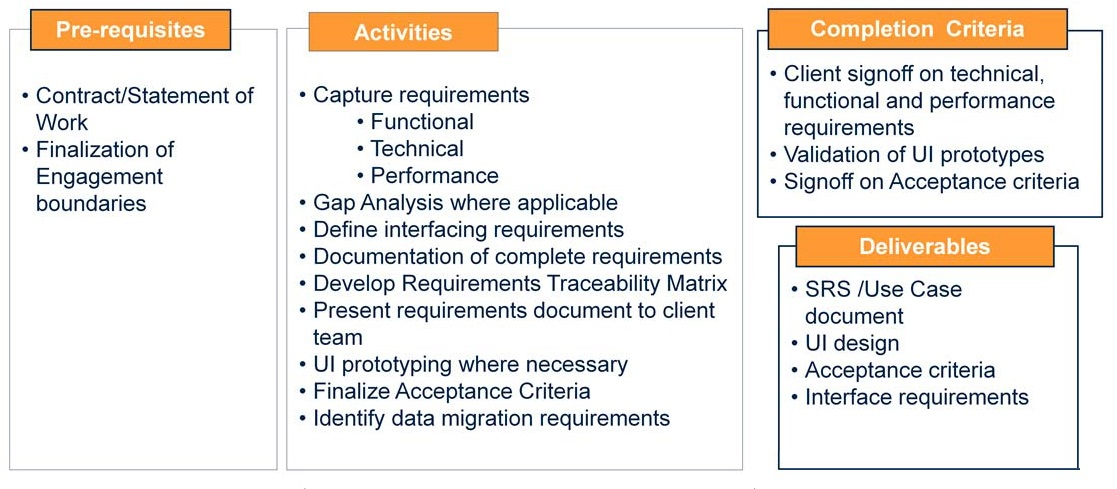 Pre-requisites
• Contract/Statement of
Work
• Finalization of
Engagement
boundaries
Activities
• Capture requirements
• Functional
• Technical
• Performance
• Gap Analysis where applicable
• Define interfacing requirements
• Documentation of complete requirements
• Develop Requirements Traceability Matrix
• Present requirements document to client
team
• UI prototyping where necessary
• Finalize Acceptance Criteria
• Identify data migration requirements
Completion Criteria
• Client signoff on technical,
functional and performance
requirements
• Validation of UI prototypes
• Signoff on Acceptance criteria
Deliverables
• SRS /Use Case
document
• UI design
• Acceptance criteria
• Interface requirements